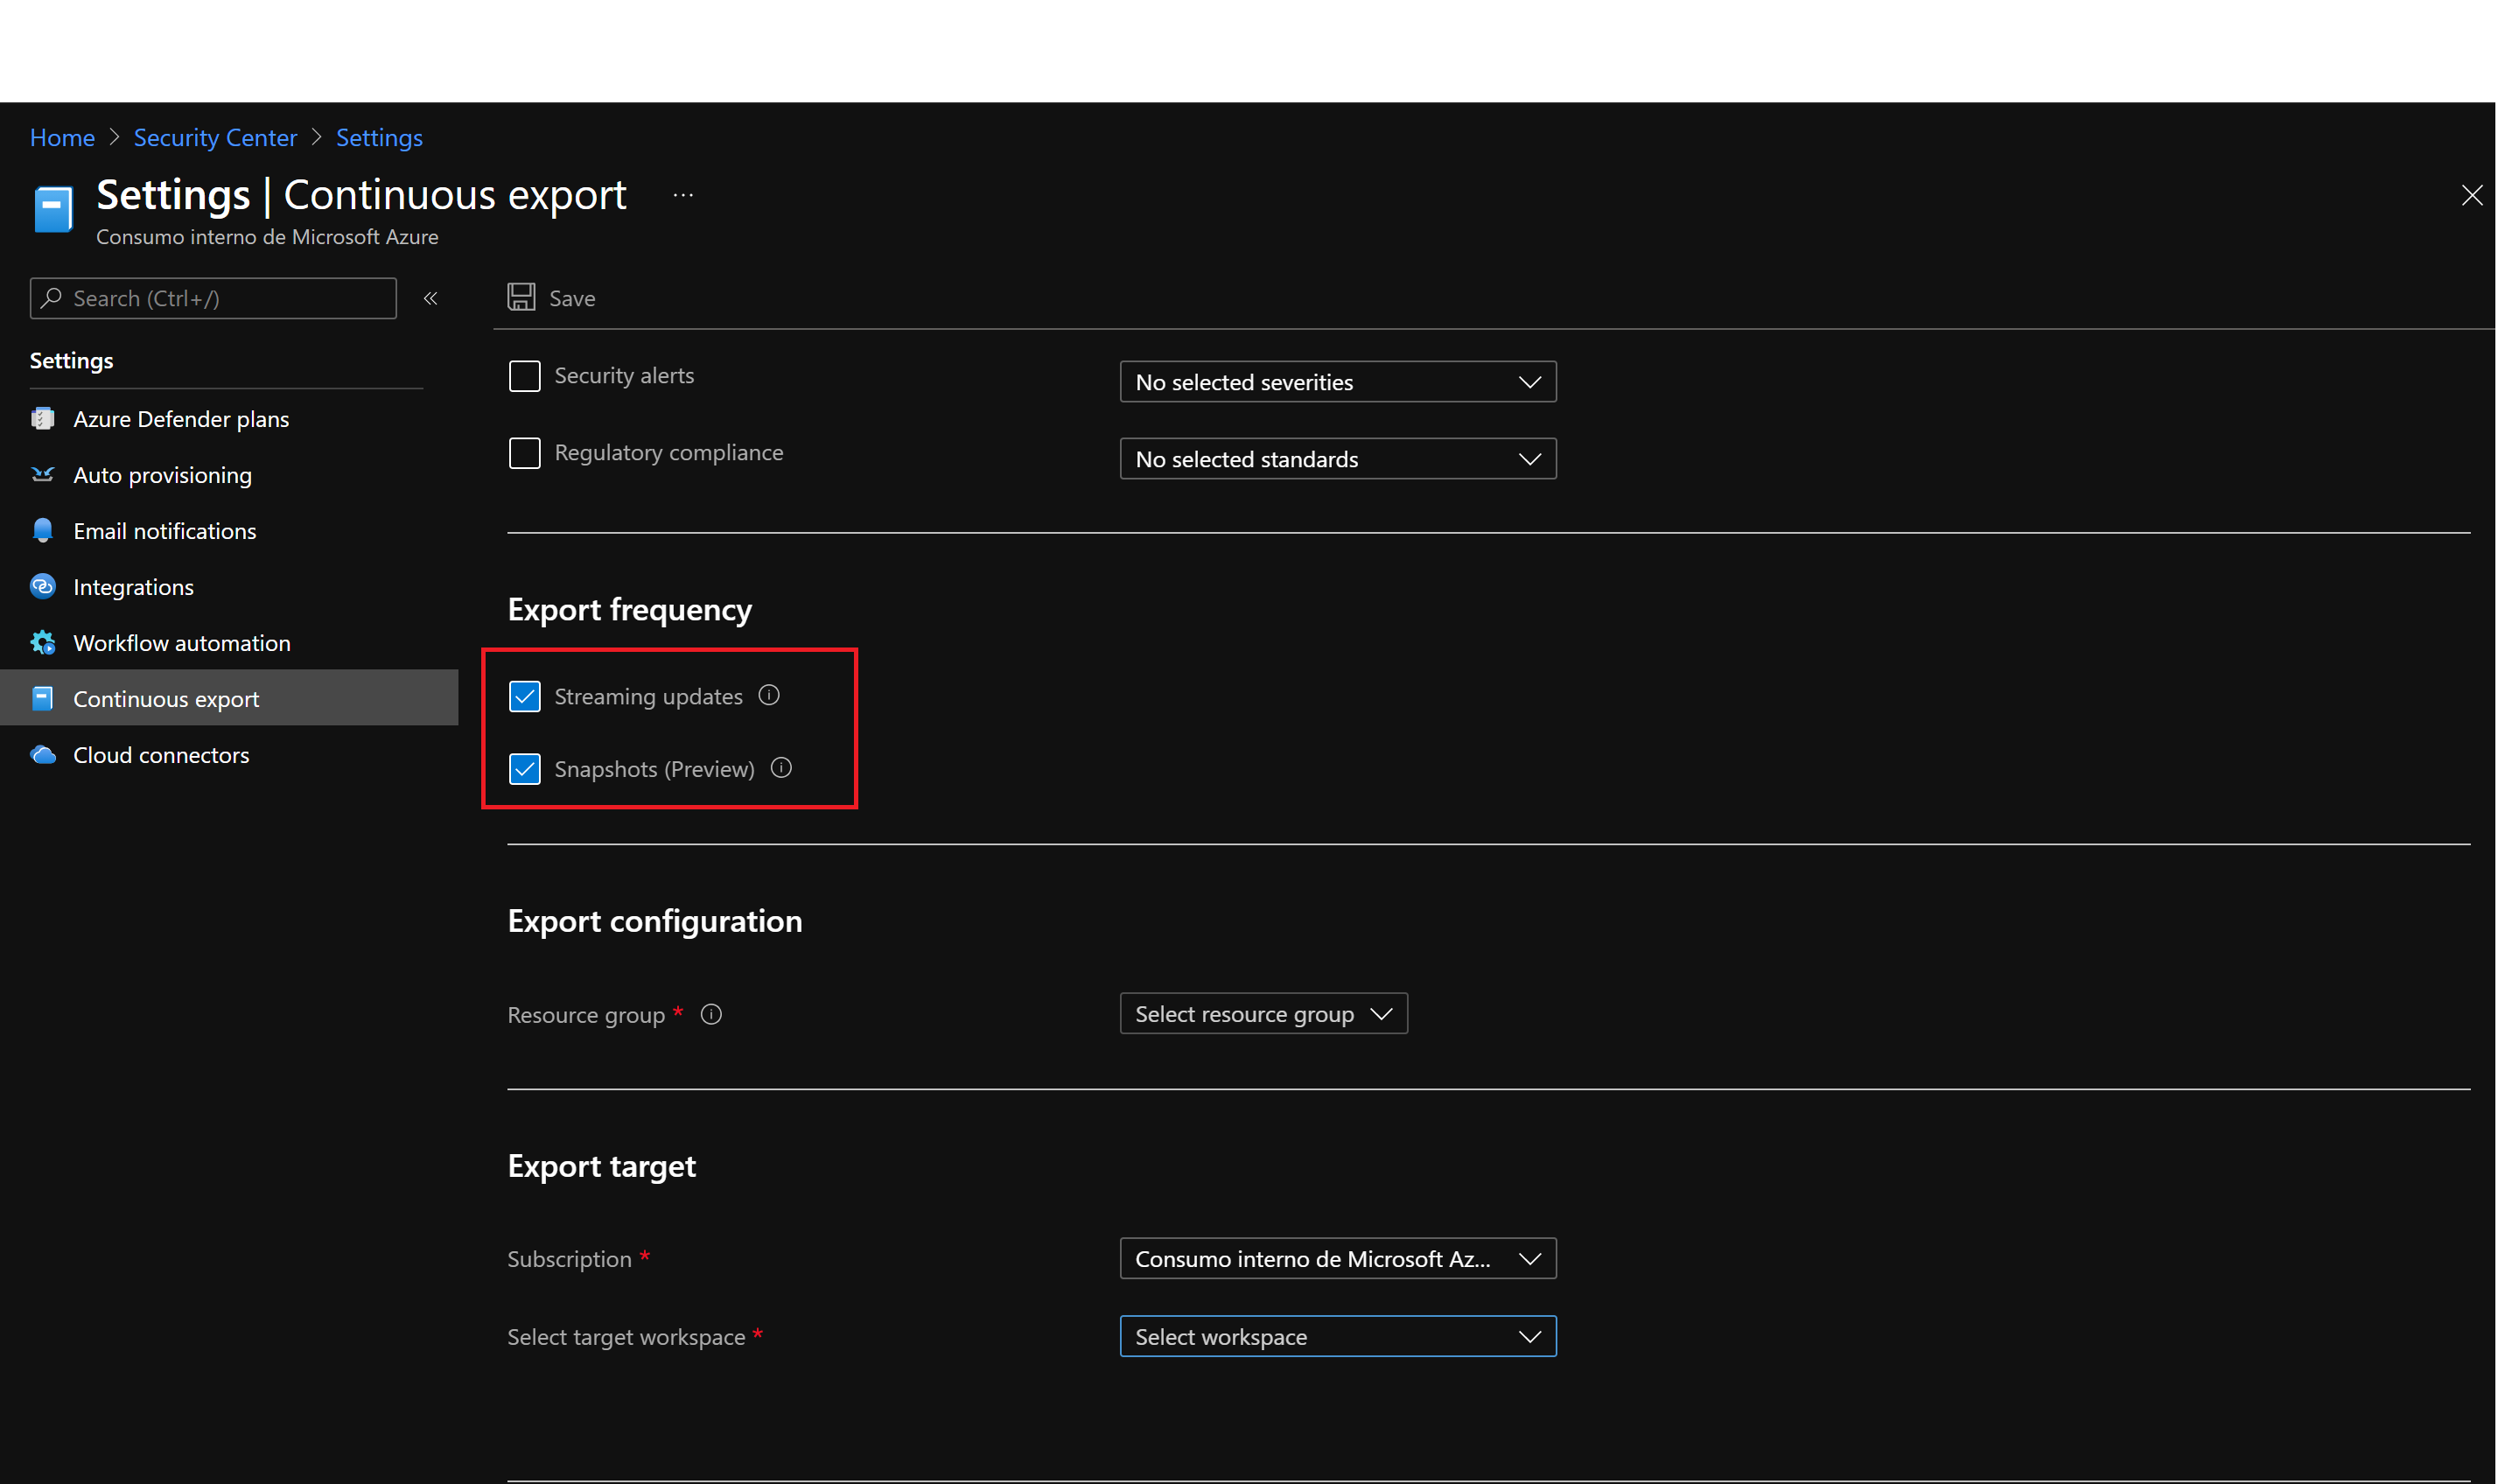 Home > Security Center > Settings
Settings | Continuous export ...
Consumo interno de Microsoft Azure
Search (Ctrl+/)
«
Save
Settings
Azure Defender plans
Auto provisioning
Email notifications
Integrations
Workflow automation
Continuous export
Cloud connectors
Security alerts
No selected severities
Regulatory compliance
No selected standards
Export frequency
Streaming updates
Snapshots (Preview)
Export configuration
Resource group *
Select resource group
Export target
Subscription *
Consumo interno de Microsoft Az...
Select target workspace *
Select workspace